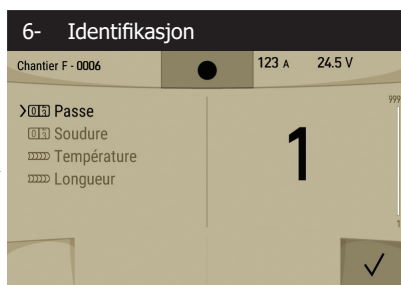 6- Identifikasjon
Chantier F - 0006 123 A 24.5 V
Passe
Soudure
Température
Longueur
1
999
1